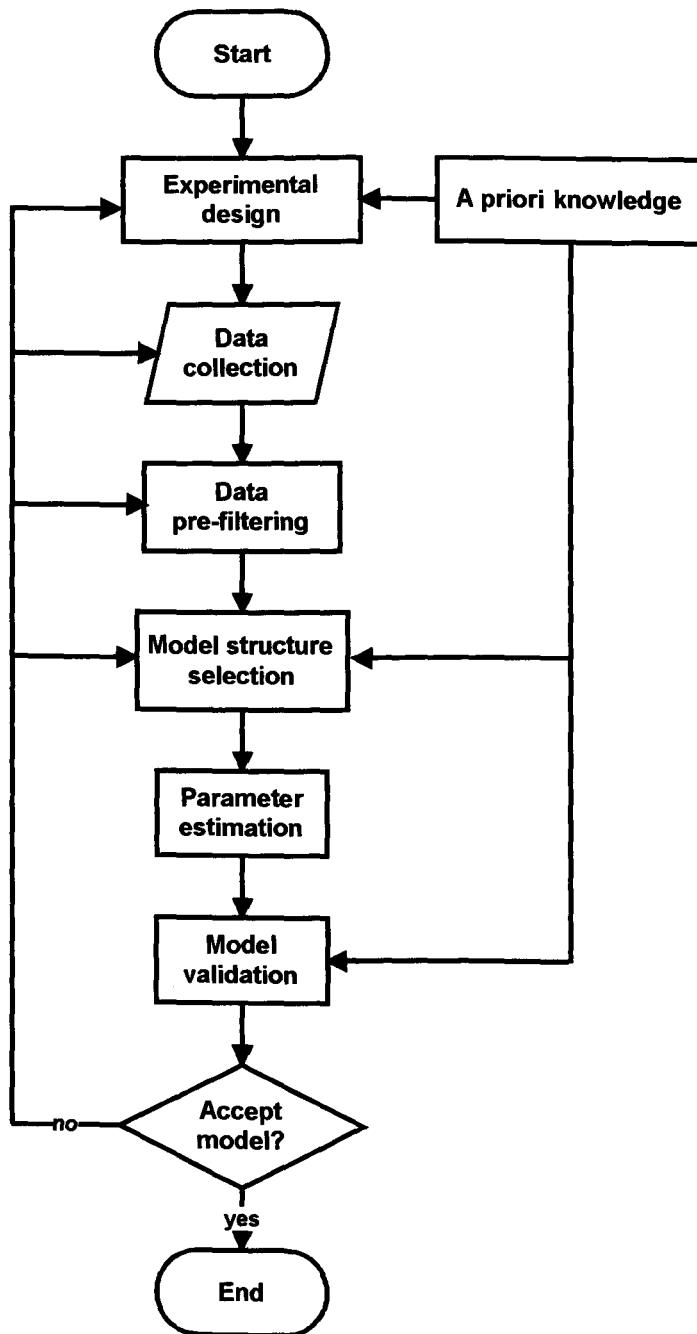 Start
Experimental
design
A priori knowledge
Data
collection
Data
pre-filtering
Model structure
selection
Parameter
estimation
Model
validation
Accept
model?
no
yes
End